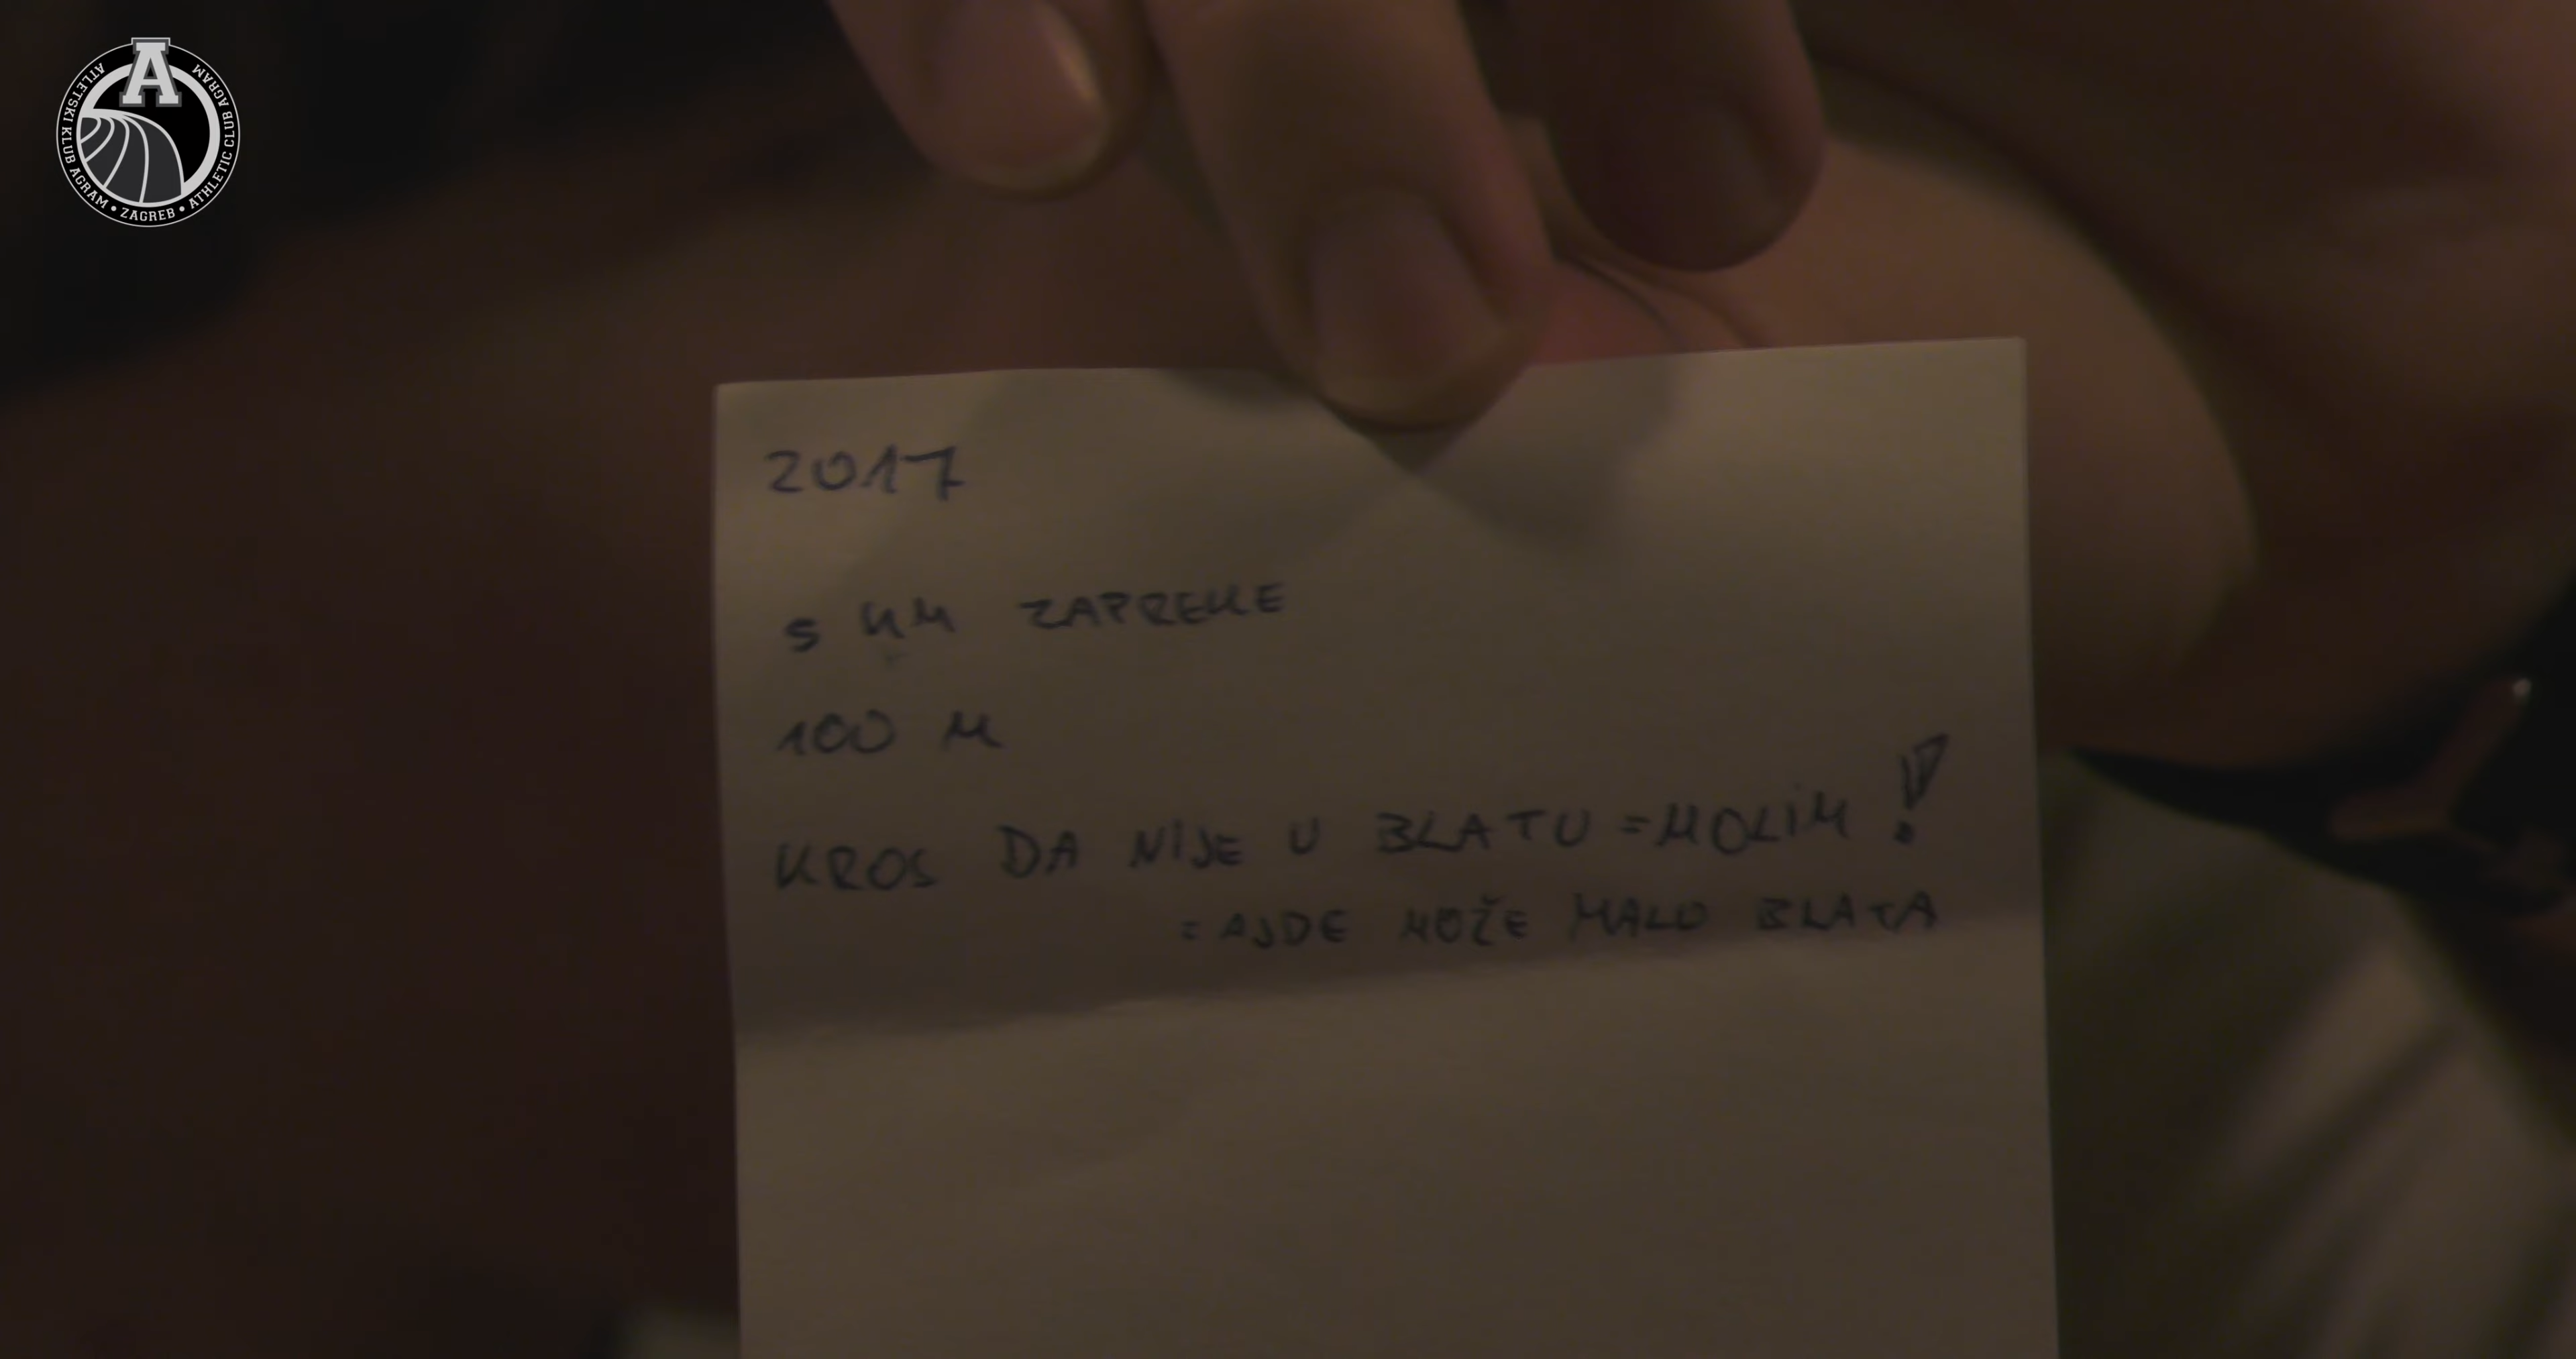 A
ATLETSKI KLUB AGRAM • ZAGREB • ATHLETIC CLUB AGRAM
2017
5 KM ZAPREKE
100 M
KROS DA NIJE U BLATU = MOLIM !
= AJDE MOŽE MALO BLATA